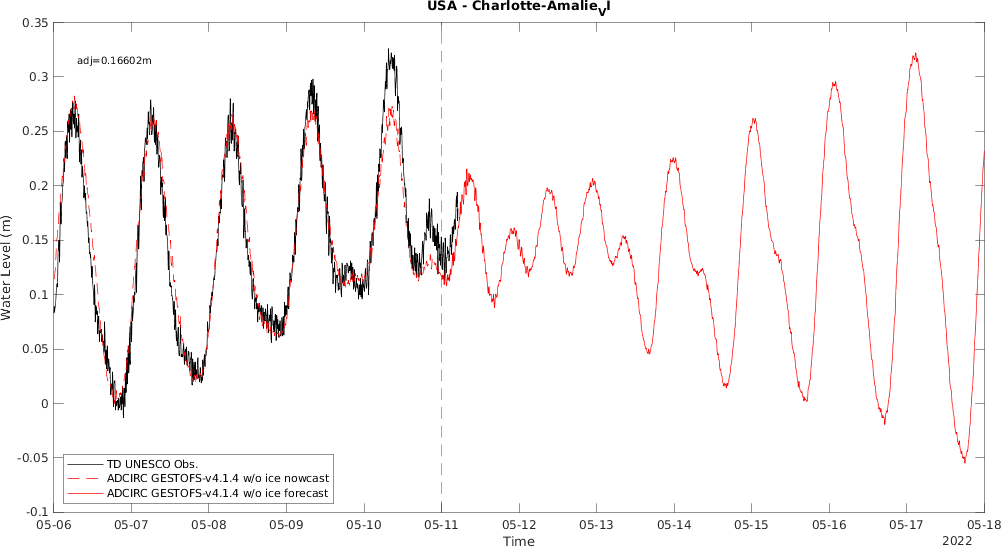 USA - Charlotte-Amalie_VI
0.35
0.3
0.25
0.2
0.15
0.1
0.05
0
-0.05
-0.1
Water Level (m)
adj=0.16602m
TD UNESCO Obs.
ADCIRC GESTOFS-v4.1.4 w/o ice nowcast
ADCIRC GESTOFS-v4.1.4 w/o ice forecast
05-06 05-07 05-08 05-09 05-10 05-11 05-12 05-13 05-14 05-15 05-16 05-17 05-18
Time
2022